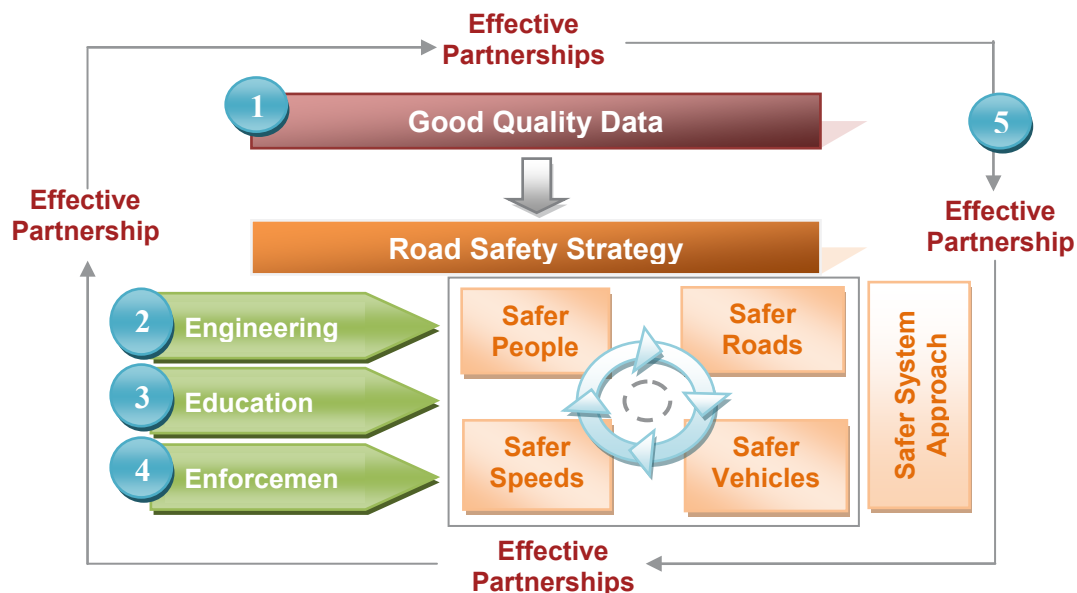 Effective
Partnerships
1
Good Quality Data
5
Effective
Partnership
Effective
Partnership
Road Safety Strategy
2
Engineering
3
Education
4
Enforcemen
Safer
People
Safer
Roads
Safer
Speeds
Safer
Vehicles
Safer System
Approach
Effective
Partnerships